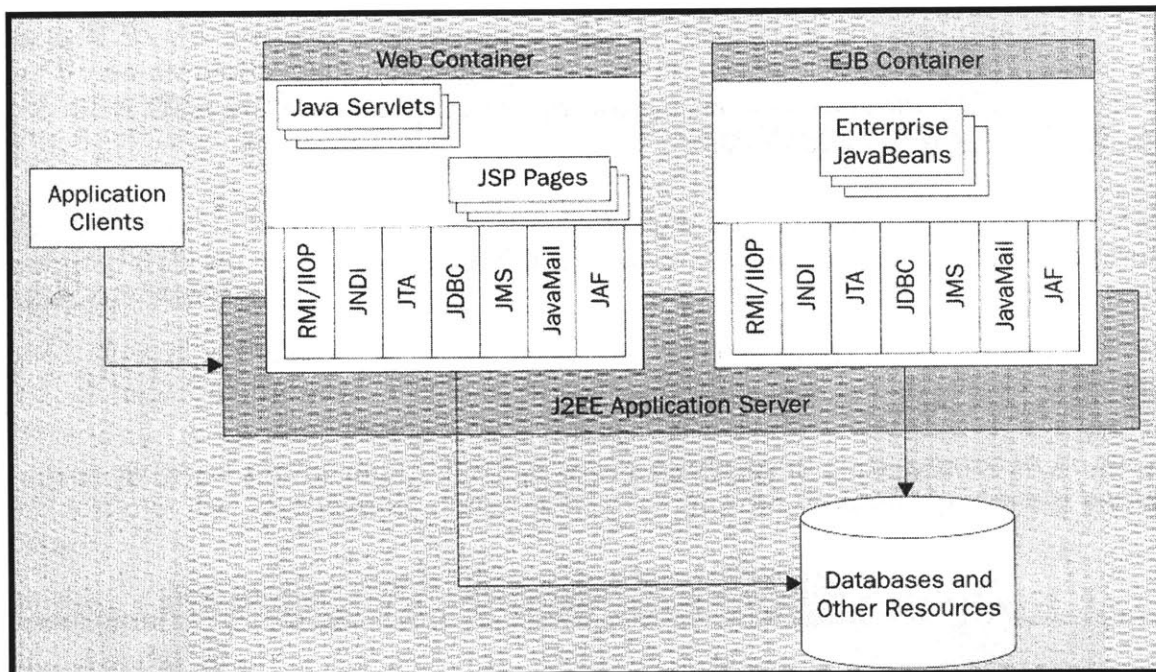 Web Container
EJB Container
Java Servlets
JSP Pages
Enterprise
JavaBeans
Application
Clients
RMI/IIOP
JNDI
JTA
JDBC
JMS
JavaMail
JAF
RMI/IIOP
JNDI
JTA
JDBC
JMS
JavaMail
JAF
J2EE Application Server
Databases and
Other Resources